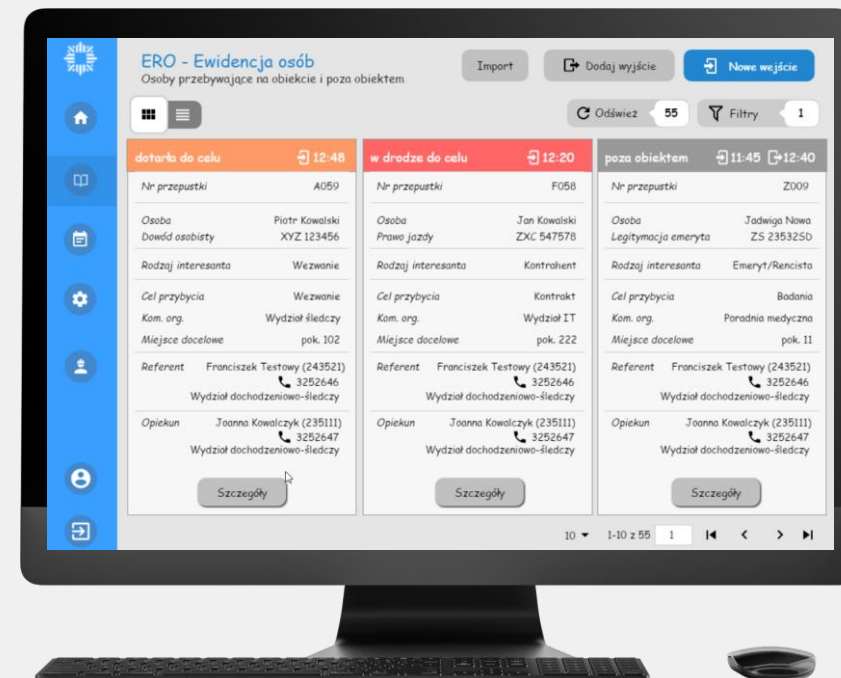 ERO - Ewidencja osób
Osoby przebywające na obiekcie i poza obiektem
Import
Dodaj wyjście
Nowe wejście
Odśwież 55
Filtry 1
dotarła do celu 12:48
Nr przepustki A059
Osoba Piotr Kowalski
Dowód osobisty XYZ 123456
Rodzaj interesanta Wezwanie
Cel przybycia Wezwanie
Kom. org. Wydział śledczy
Miejsce docelowe pok. 102
Referent Franciszek Testowy (243521)
3252646
Wydział dochodzeniowo-śledczy
Opiekun Joanna Kowalczyk (235111)
3252647
Wydział dochodzeniowo-śledczy
Szczegóły
w drodze do celu 12:20
Nr przepustki F058
Osoba Jan Kowalski
Prawo jazdy ZXC 547578
Rodzaj interesanta Kontrahent
Cel przybycia Kontrakt
Kom. org. Wydział IT
Miejsce docelowe pok. 222
Referent Franciszek Testowy (243521)
3252646
Wydział dochodzeniowo-śledczy
Opiekun Joanna Kowalczyk (235111)
3252647
Wydział dochodzeniowo-śledczy
Szczegóły
poza obiektem 11:45 12:40
Nr przepustki Z009
Osoba Jadwiga Nowa
Legitymacja emeryta ZS 23532SD
Rodzaj interesanta Emeryt/Rencista
Cel przybycia Badania
Kom. org. Poradnia medyczna
Miejsce docelowe pok. 11
Referent Franciszek Testowy (243521)
3252646
Wydział dochodzeniowo-śledczy
Opiekun Joanna Kowalczyk (235111)
3252647
Wydział dochodzeniowo-śledczy
Szczegóły
10 1-10 z 55 1